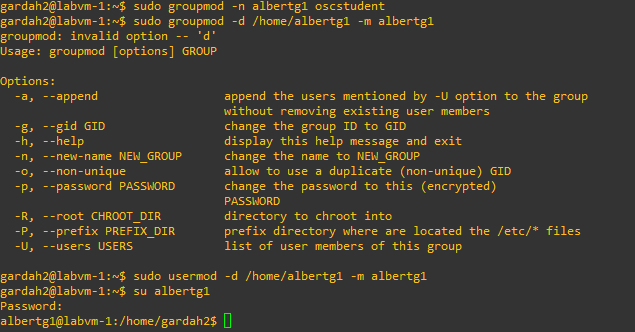 gardah2@labvm-1:~$ sudo groupmod -n albertg1 oscstudent
gardah2@labvm-1:~$ sudo groupmod -d /home/albertg1 -m albertg1
groupmod: invalid option -- 'd'
Usage: groupmod [options] GROUP

Options:
  -a, --append                  append the users mentioned by -U option to the group
                                without removing existing user members
  -g, --gid GID                 change the group ID to GID
  -h, --help                    display this help message and exit
  -n, --new-name NEW_GROUP      change the name to NEW_GROUP
  -o, --non-unique              allow to use a duplicate (non-unique) GID
  -p, --password PASSWORD       change the password to this (encrypted)
                                PASSWORD
  -R, --root CHROOT_DIR         directory to chroot into
  -P, --prefix PREFIX_DIR       prefix directory where are located the /etc/* files
  -U, --users USERS             list of user members of this group

gardah2@labvm-1:~$ sudo usermod -d /home/albertg1 -m albertg1
gardah2@labvm-1:~$ su albertg1
Password:
albertg1@labvm-1:/home/gardah2$